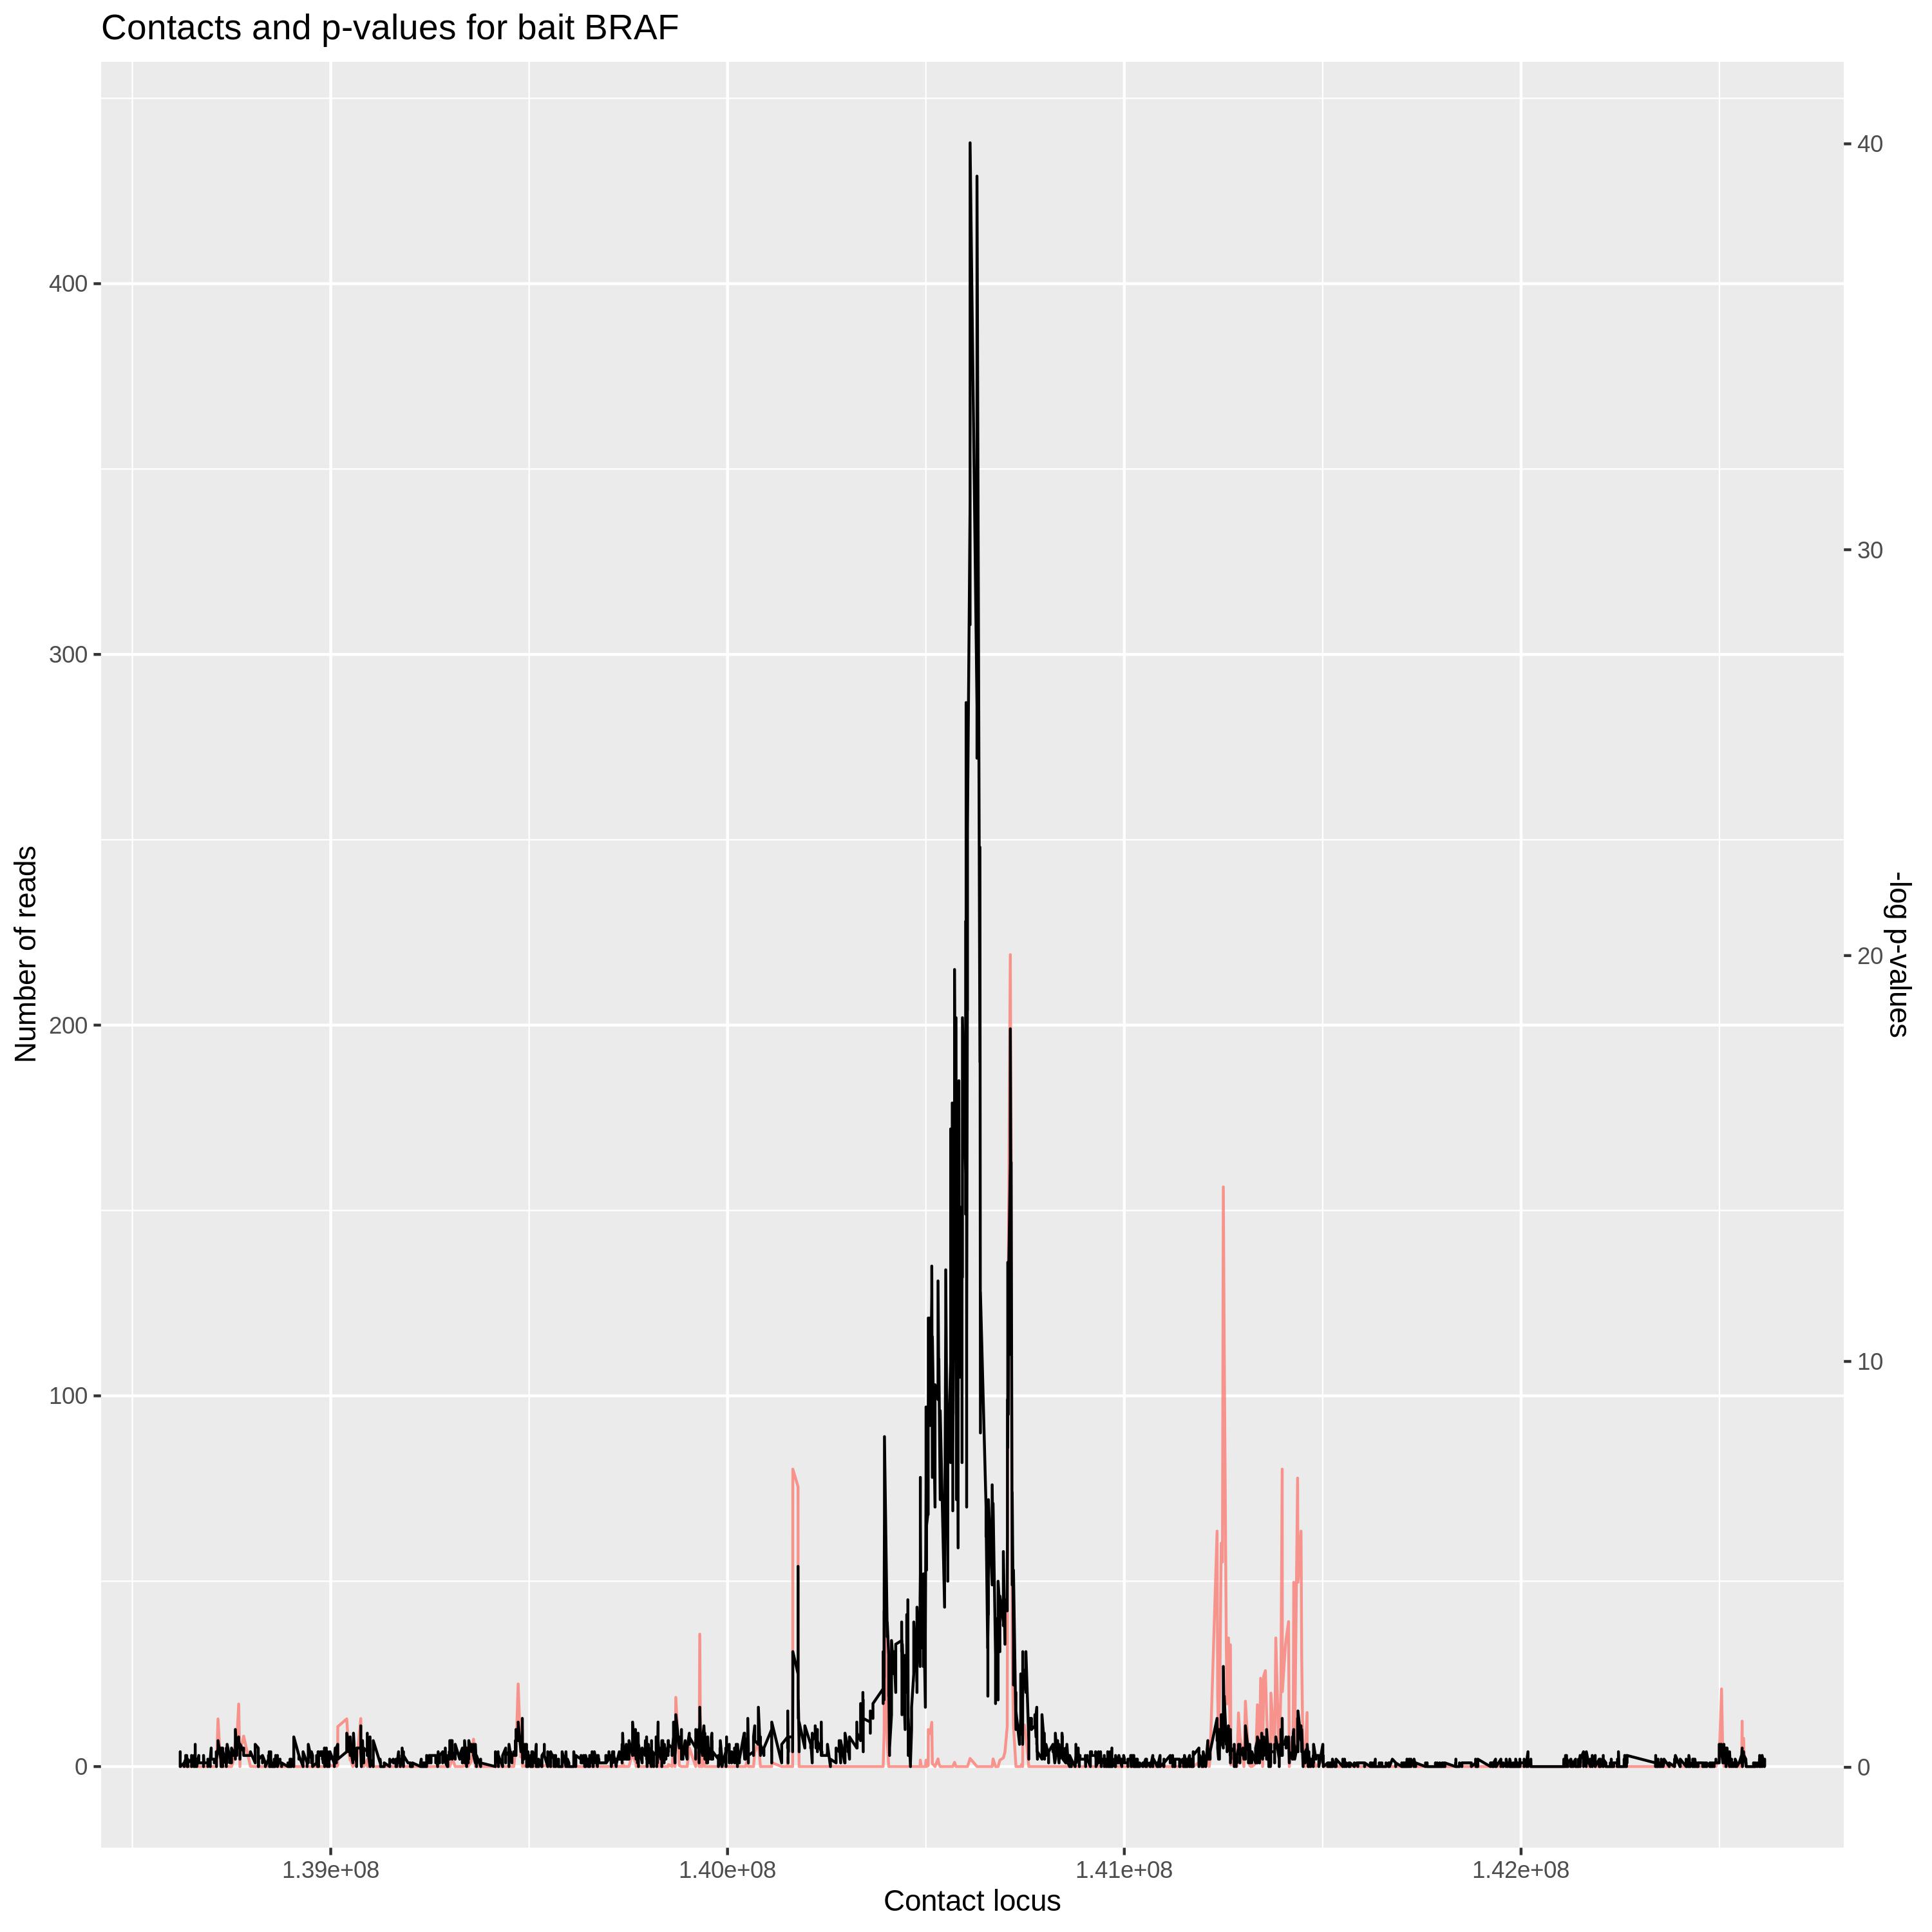 Contacts and p-values for bait BRAF
400
300
200
100
0
Number of reads
40
30
20
10
0
-log p-values
1.39e+08
1.40e+08
1.41e+08
1.42e+08
Contact locus